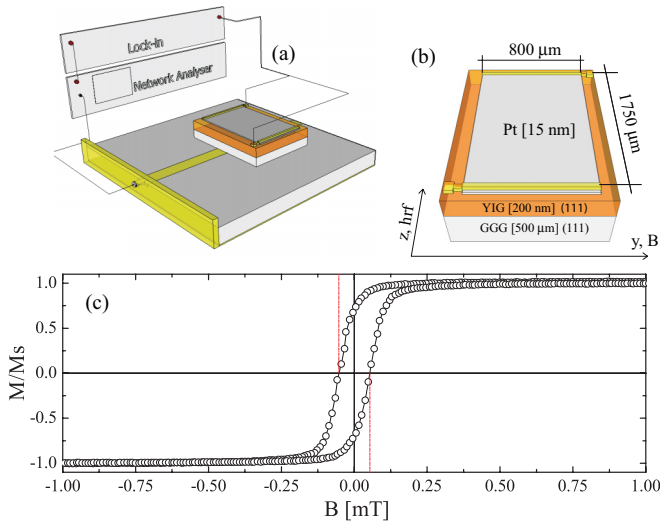 (a)
Lock-in
Network Analyser
(b)
800 μm
1750 μm
Pt [15 nm]
YIG [200 nm] (111)
GGG [500 μm] (111)
z, hrf
y, B
(c)
M/Ms
1.0
0.5
0.0
-0.5
-1.0
-1.00 -0.75 -0.50 -0.25 0.00 0.25 0.50 0.75 1.00
B [mT]